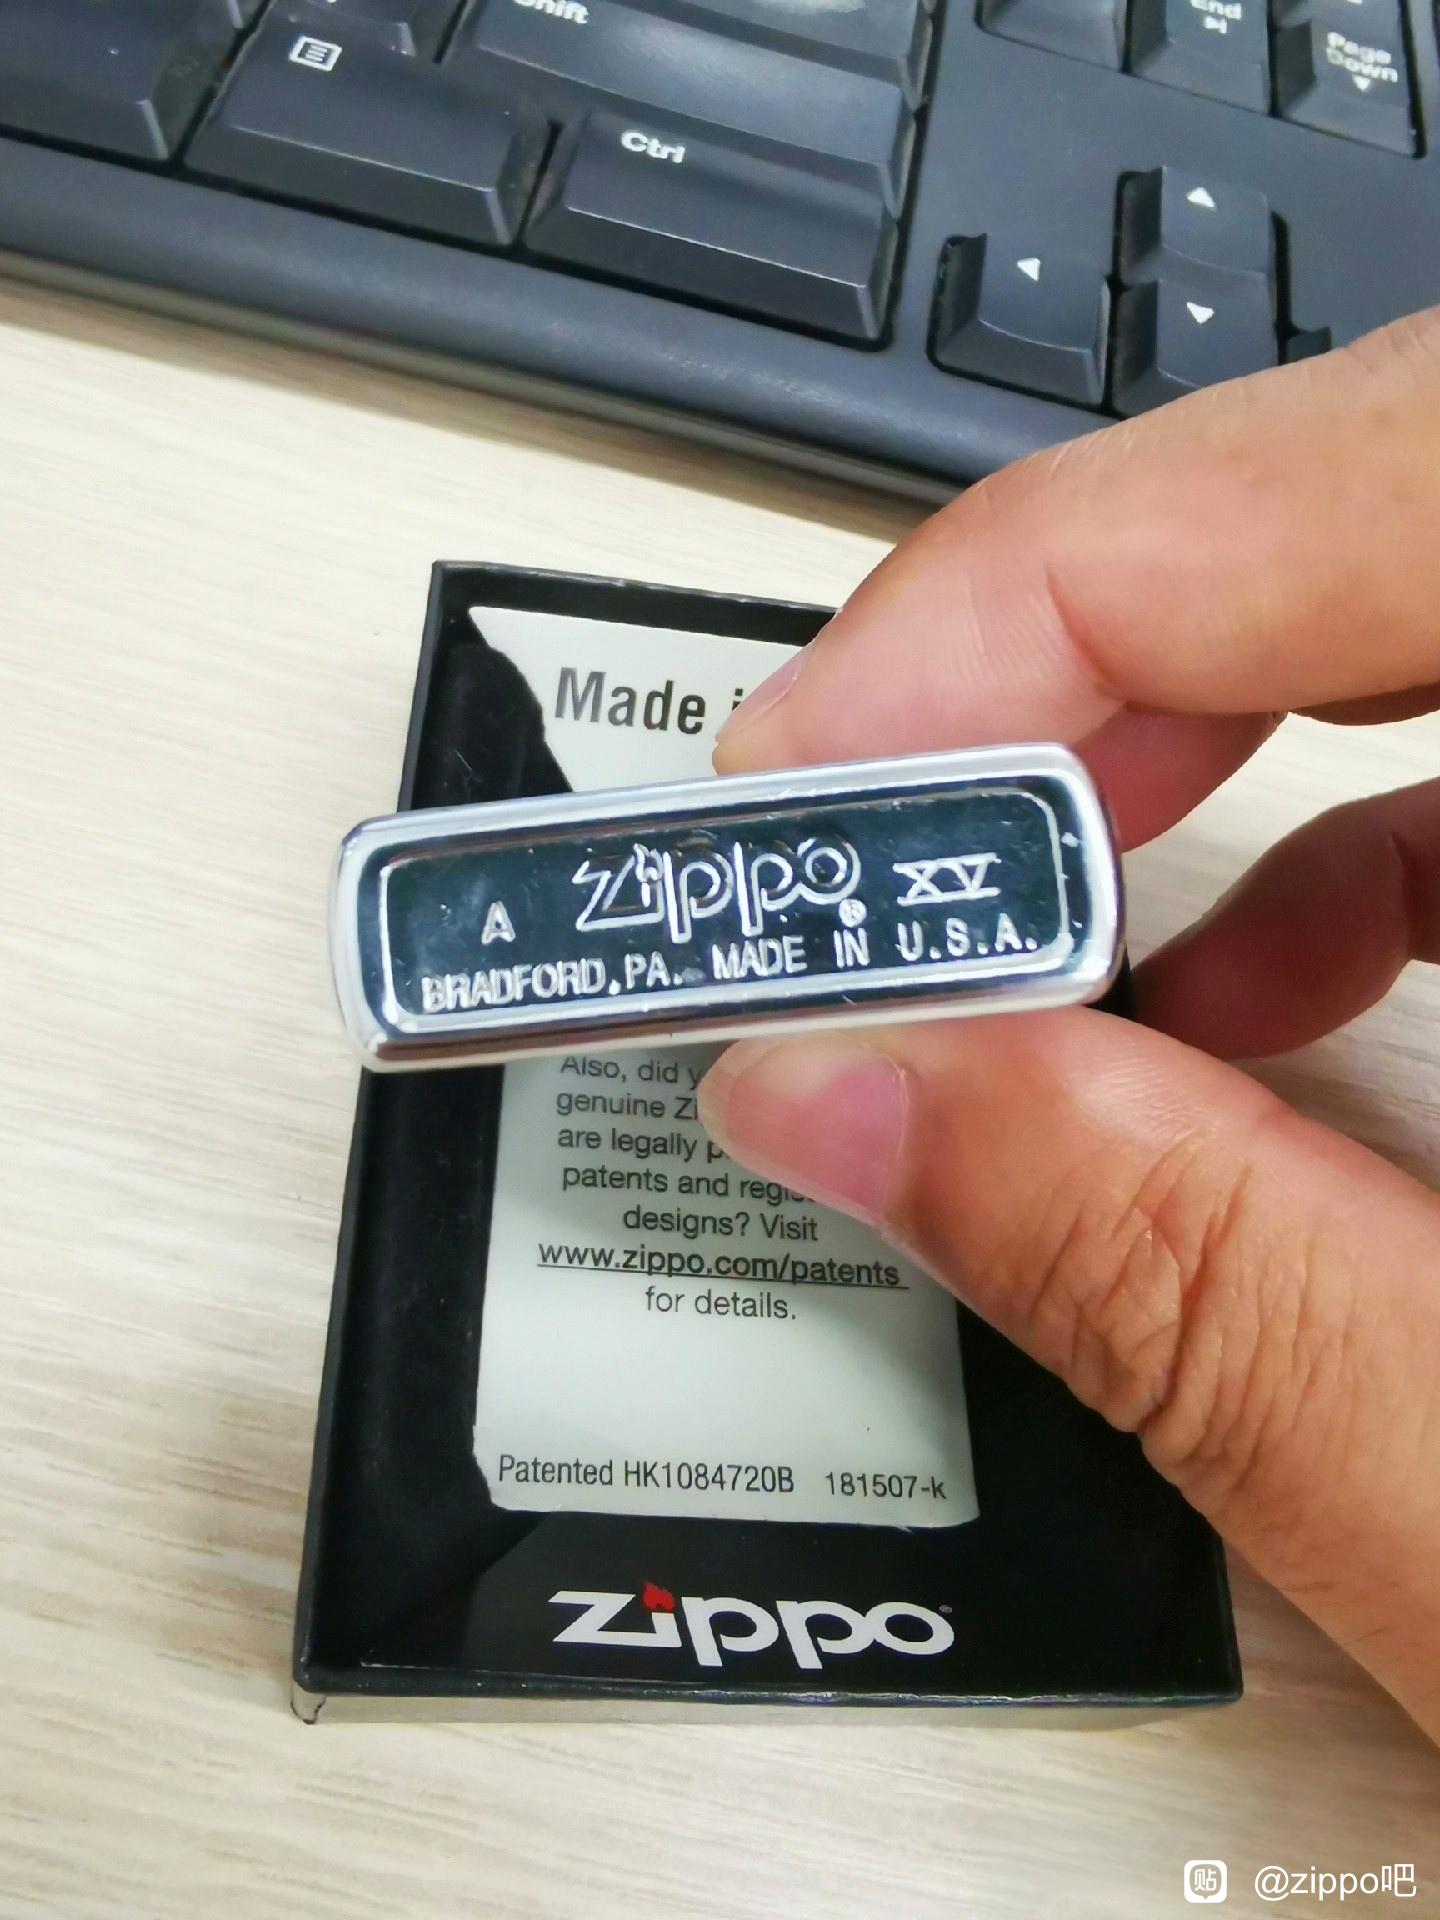 Shift
End
Page
Down
Ctrl
Made
A zippo® XV
BRADFORD,PA. MADE IN U.S.A.
Also, did
genuine
are legally
patents and
designs? Visit
www.zippo.com/patents
for details.
Patented HK1084720B 181507-k
zippo
贴 @zippo吧